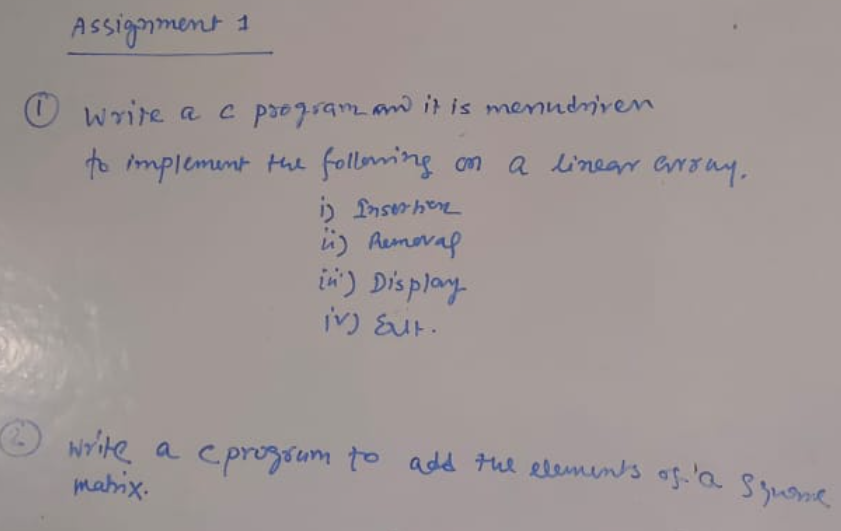 Assignment 1
① Write a c program and it is menudriven
to implement the following on a linear array.
i) Insertion
ii) Removal
iii) Display
iv) Exit.
② write a c program to add the elements of a square
matrix.